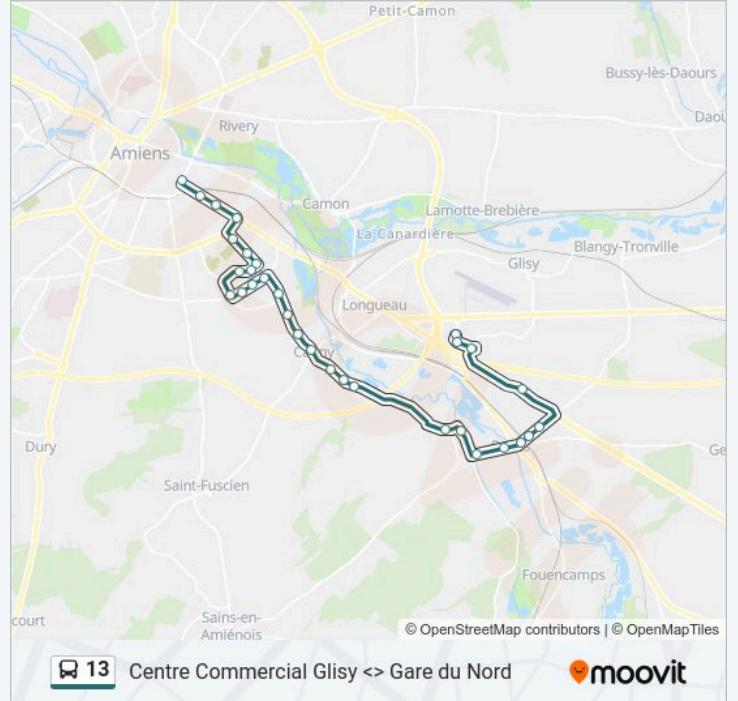 Petit-Camon
Bussy-lès-Daours
Daou
Rivery
Amiens
Camon
Lamotte-Brebière
La Canardière
Blangy-Tronville
Glisy
Longueau
Dury
Ge
Saint-Fuscien
Fouencamps
court
Sains-en-
Amiénois
© OpenStreetMap contributors | © OpenMapTiles
13 Centre Commercial Glisy <> Gare du Nord
moovit